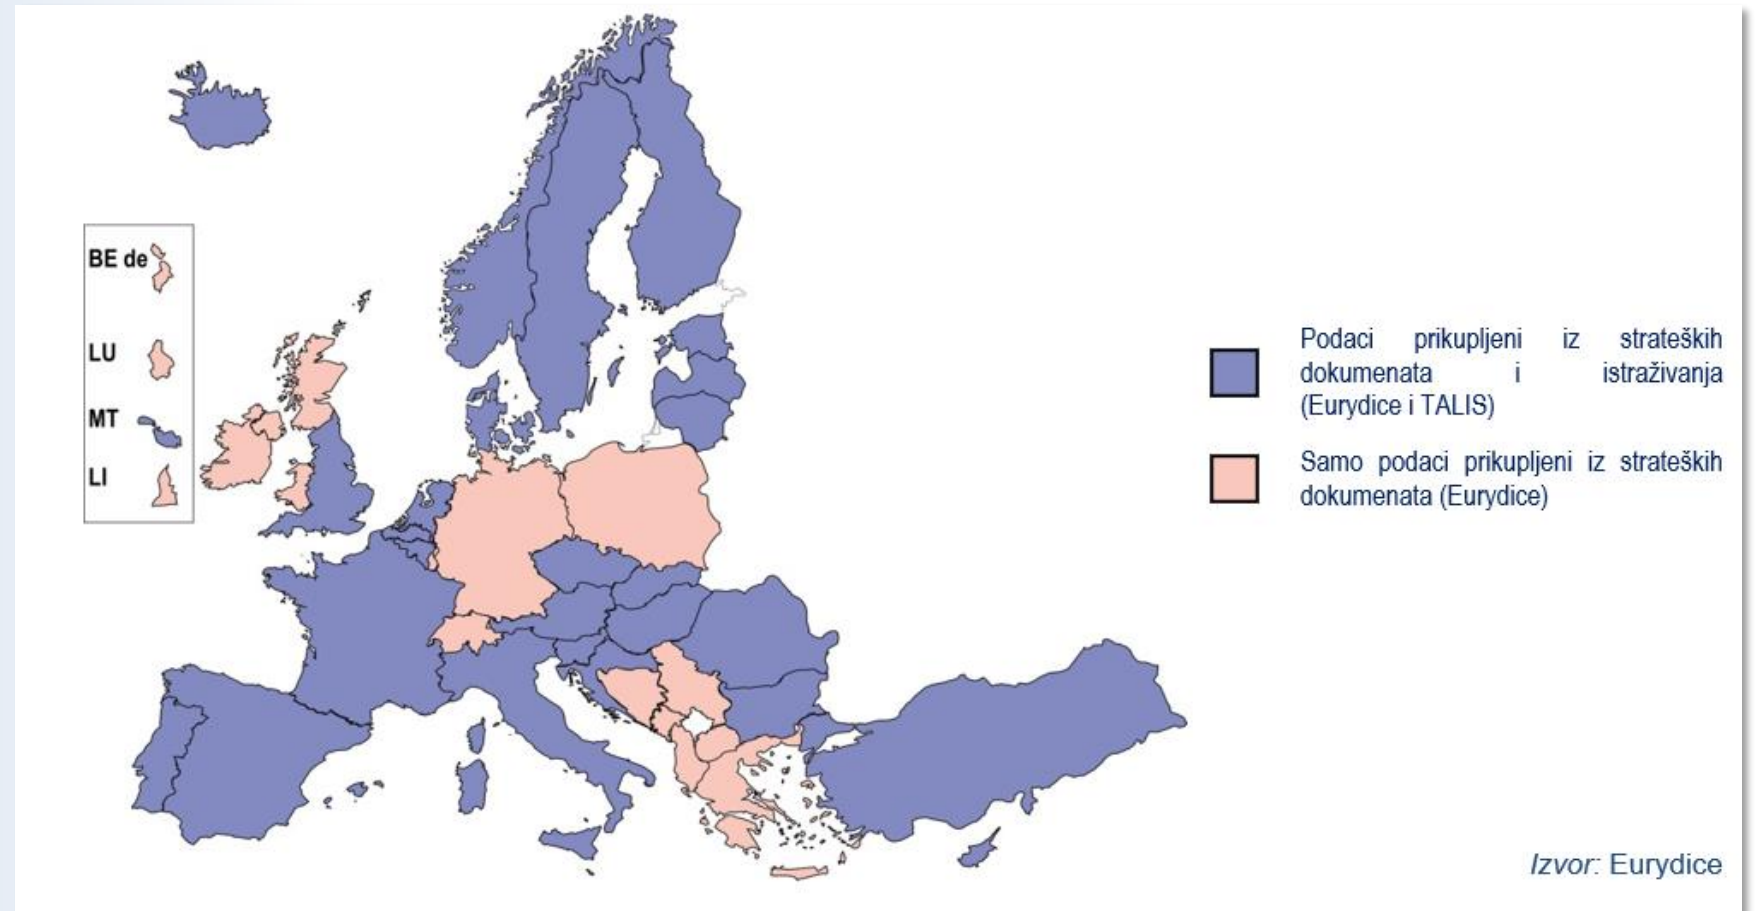 BE de
LU
MT
LI
Podaci prikupljeni iz strateških
dokumenata i istraživanja
(Eurydice i TALIS)
Samo podaci prikupljeni iz strateških
dokumenata (Eurydice)
Izvor: Eurydice